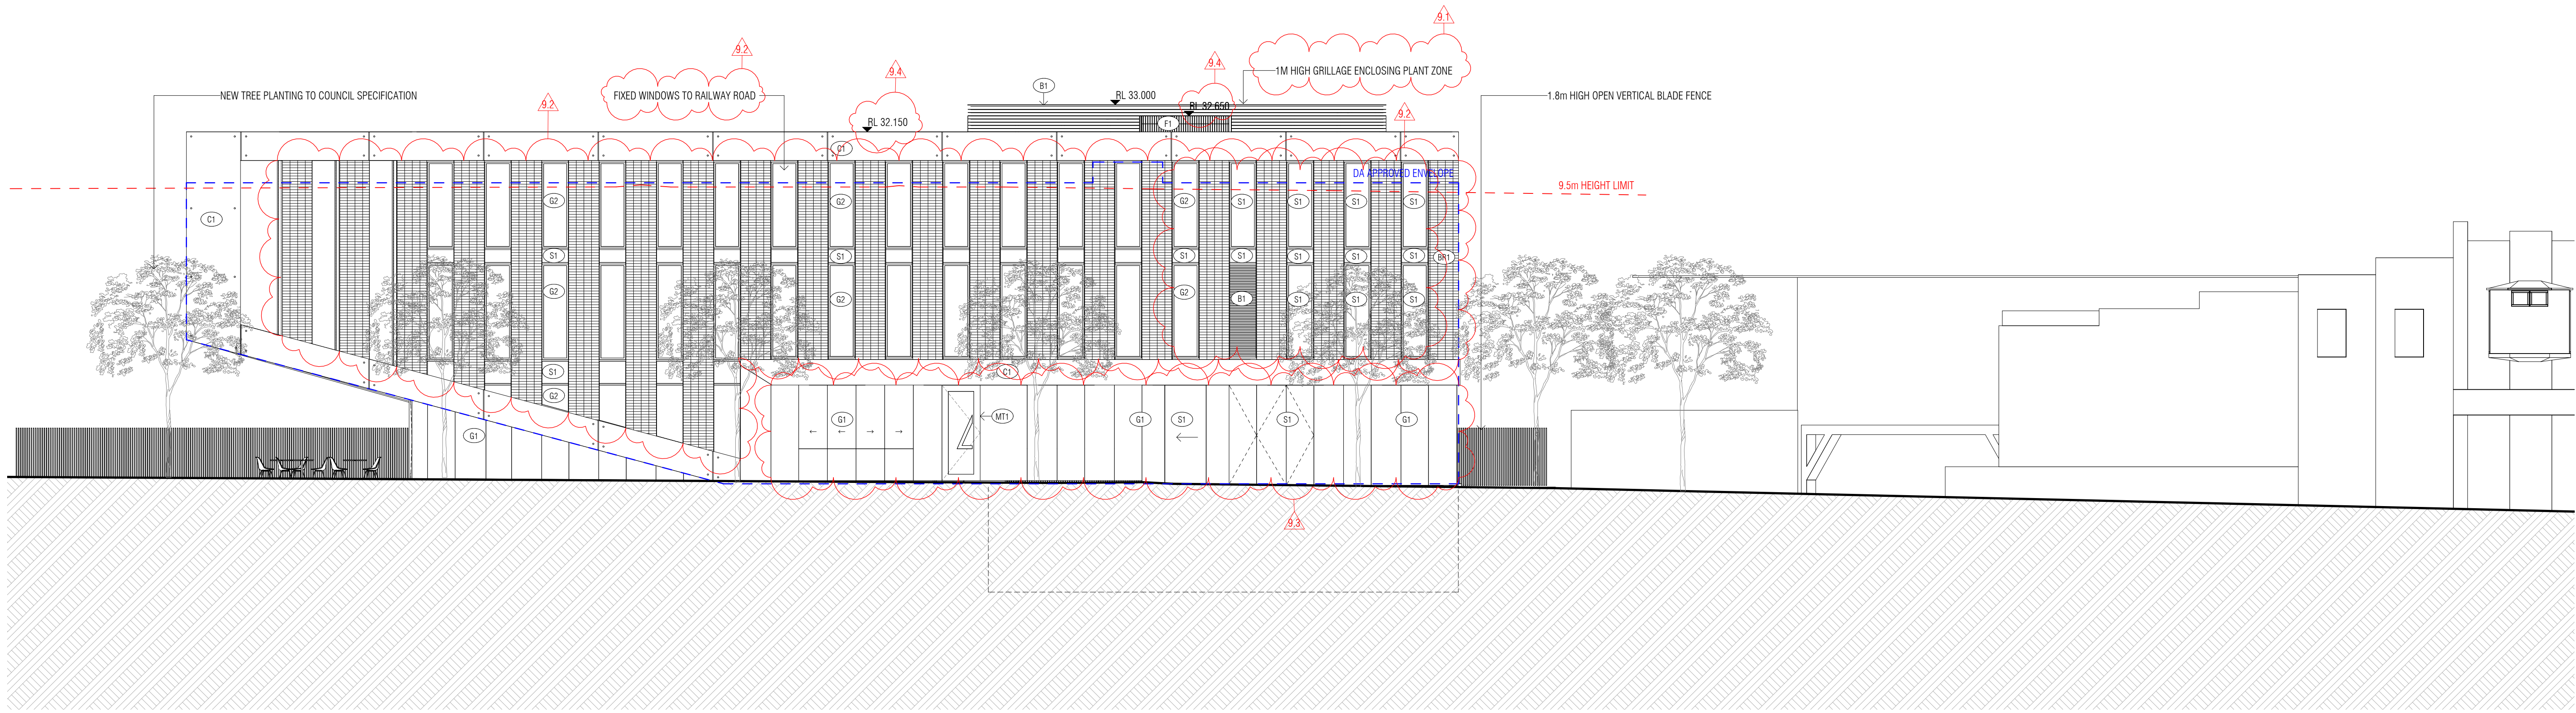 9.1
9.2
9.4
9.4
1M HIGH GRILLAGE ENCLOSING PLANT ZONE
B1
NEW TREE PLANTING TO COUNCIL SPECIFICATION
9.2
FIXED WINDOWS TO RAILWAY ROAD
RL 33.000
RL 32.650
1.8m HIGH OPEN VERTICAL BLADE FENCE
9.2
RL 32.150
F1
C1
DA APPROVED ENVELOPE
9.5m HEIGHT LIMIT
G2
G2
G2
S1
S1
S1
S1
C1
S1
S1
S1
S1
S1
S1
S1
BR1
G2
G2
G2
B1
S1
S1
S1
S1
C1
G2
G1
MT1
G1
S1
S1
G1
G1
9.3